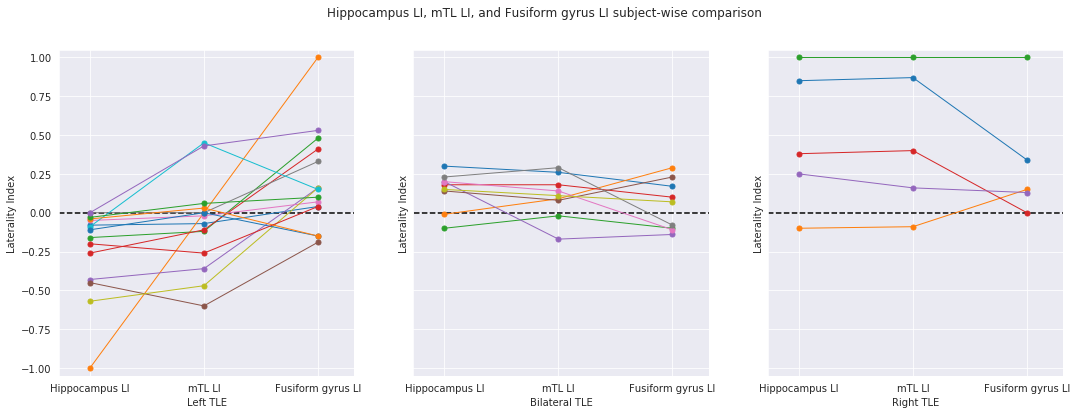 Hippocampus LI, mTL LI, and Fusiform gyrus LI subject-wise comparison
1.00
0.75
0.50
0.25
0.00
−0.25
−0.50
−0.75
−1.00
Laterality Index
Hippocampus LI mTL LI Fusiform gyrus LI
Left TLE
Laterality Index
Hippocampus LI mTL LI Fusiform gyrus LI
Bilateral TLE
Laterality Index
Hippocampus LI mTL LI Fusiform gyrus LI
Right TLE